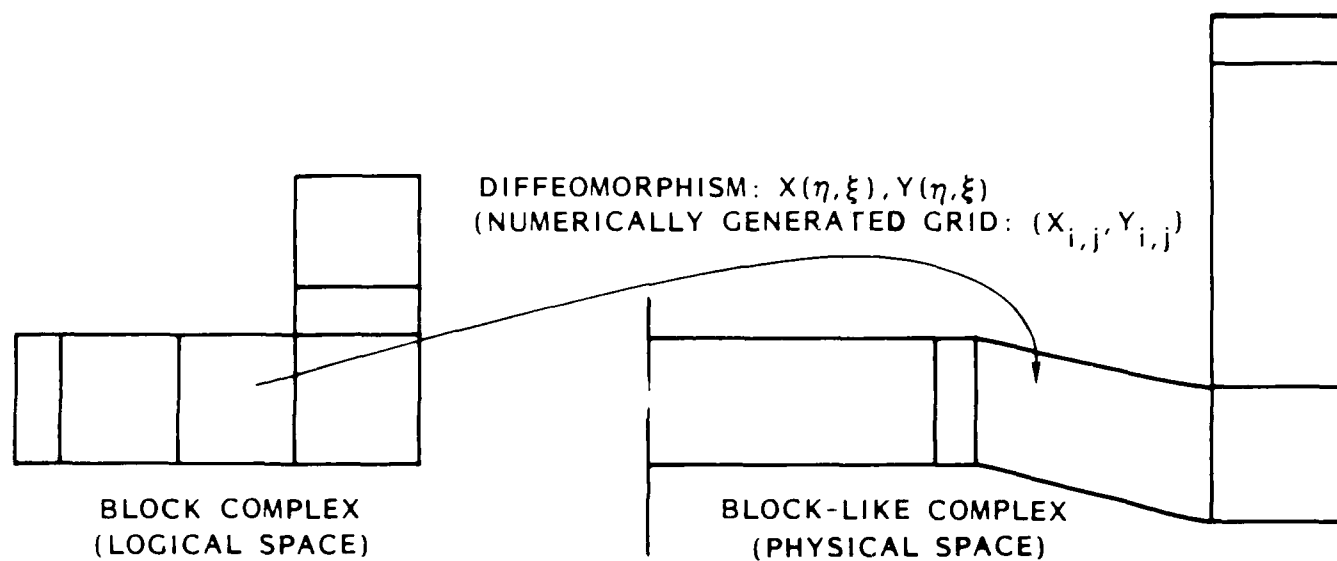 DIFFEOMORPHISM: X(η,ξ),Y(η,ξ)
(NUMERICALLY GENERATED GRID: (X_{i,j},Y_{i,j})
BLOCK COMPLEX
(LOGICAL SPACE)
BLOCK-LIKE COMPLEX
(PHYSICAL SPACE)